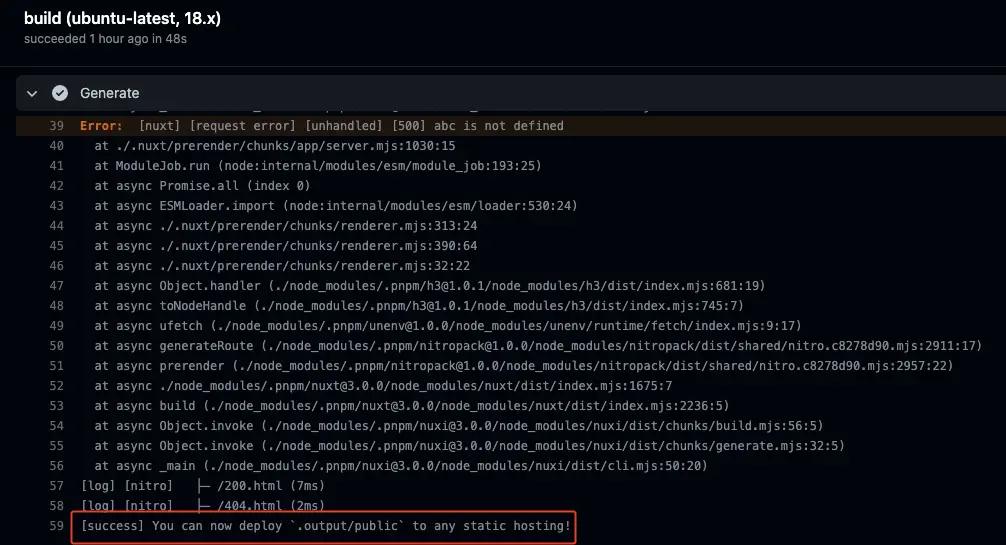 build (ubuntu-latest, 18.x)
succeeded 1 hour ago in 48s
Generate
39 Error: [nuxt] [request error] [unhandled] [500] abc is not defined
40 at ./.nuxt/prerender/chunks/app/server.mjs:1030:15
41 at ModuleJob.run (node:internal/modules/esm/module_job:193:25)
42 at async Promise.all (index 0)
43 at async ESMLoader.import (node:internal/modules/esm/loader:530:24)
44 at async ./.nuxt/prerender/chunks/renderer.mjs:313:24
45 at async ./.nuxt/prerender/chunks/renderer.mjs:390:64
46 at async ./.nuxt/prerender/chunks/renderer.mjs:32:22
47 at async Object.handler (./node_modules/.pnpm/h3@1.0.1/node_modules/h3/dist/index.mjs:681:19)
48 at async toNodeHandle (./node_modules/.pnpm/h3@1.0.1/node_modules/h3/dist/index.mjs:745:7)
49 at async ufetch (./node_modules/.pnpm/unenv@1.0.0/node_modules/unenv/runtime/fetch/index.mjs:9:17)
50 at async generateRoute (./node_modules/.pnpm/nitropack@1.0.0/node_modules/nitropack/dist/shared/nitro.c8278d90.mjs:2911:17)
51 at async prerender (./node_modules/.pnpm/nitropack@1.0.0/node_modules/nitropack/dist/shared/nitro.c8278d90.mjs:2957:22)
52 at async ./node_modules/.pnpm/nuxt@3.0.0/node_modules/nuxt/dist/index.mjs:1675:7
53 at async build (./node_modules/.pnpm/nuxt@3.0.0/node_modules/nuxt/dist/index.mjs:2236:5)
54 at async Object.invoke (./node_modules/.pnpm/nuxi@3.0.0/node_modules/nuxi/dist/chunks/build.mjs:56:5)
55 at async Object.invoke (./node_modules/.pnpm/nuxi@3.0.0/node_modules/nuxi/dist/chunks/generate.mjs:32:5)
56 at async _main (./node_modules/.pnpm/nuxi@3.0.0/node_modules/nuxi/dist/cli.mjs:50:20)
57 [log] [nitro] ├─ /200.html (7ms)
58 [log] [nitro] ├─ /404.html (2ms)
59 [success] You can now deploy `.output/public` to any static hosting!